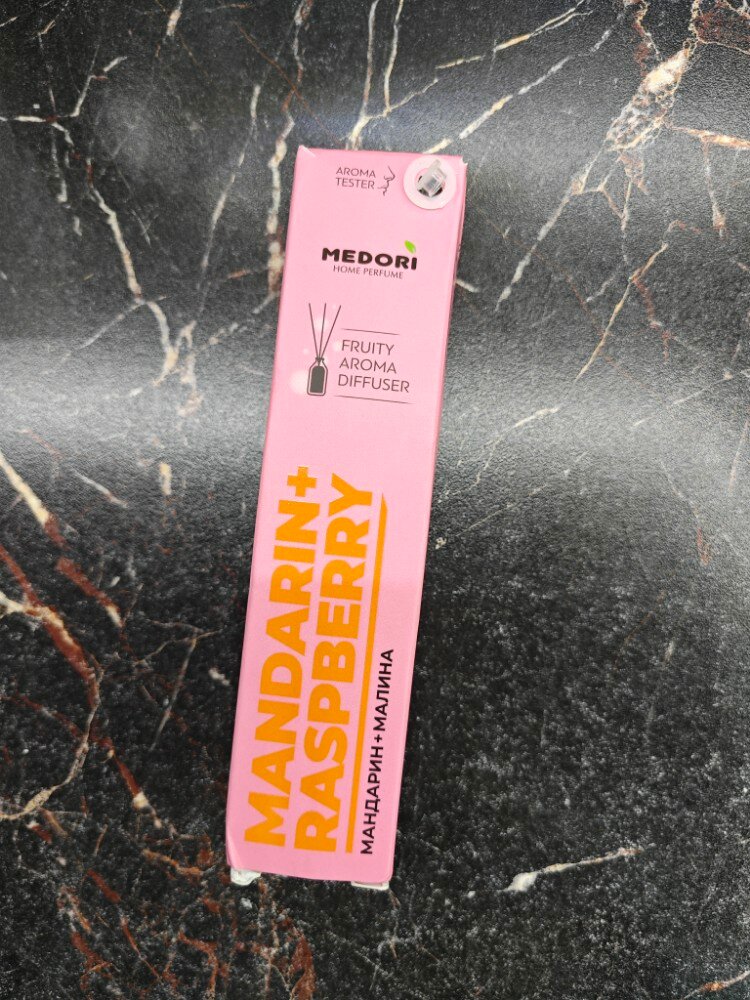 AROMA
TESTER
MEDORI
HOME PERFUME
FRUITY
AROMA
DIFFUSER
MANDARIN+
RASPBERRY
МАНДАРИН+МАЛИНА